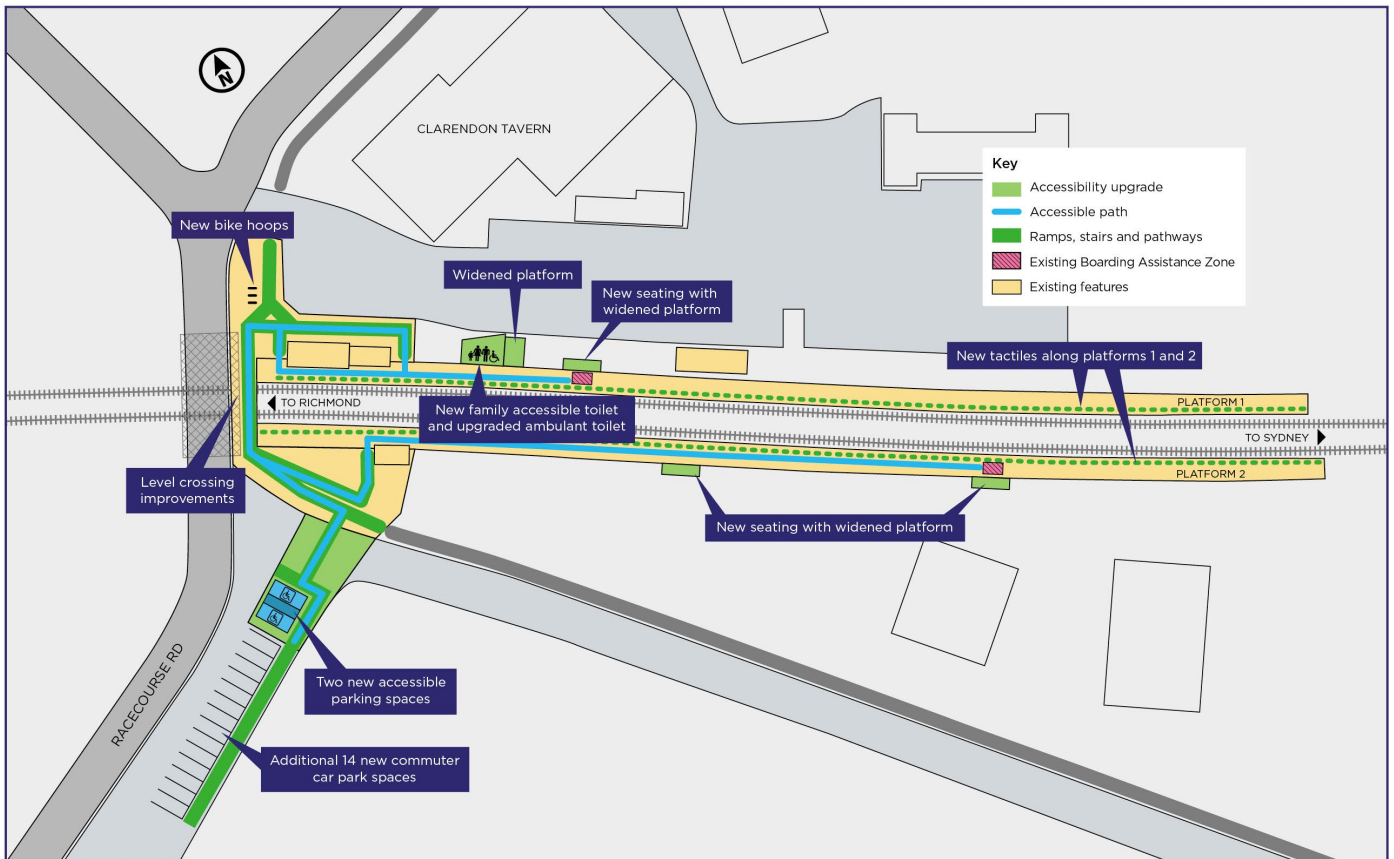 N
CLARENDON TAVERN
Key
Accessibility upgrade
Accessible path
Ramps, stairs and pathways
Existing Boarding Assistance Zone
Existing features
New bike hoops
Widened platform
New seating with
widened platform
New tactiles along platforms 1 and 2
TO RICHMOND
PLATFORM 1
New family accessible toilet
and upgraded ambulant toilet
TO SYDNEY
PLATFORM 2
Level crossing
improvements
New seating with widened platform
RACECOURSE RD
Two new accessible
parking spaces
Additional 14 new commuter
car park spaces